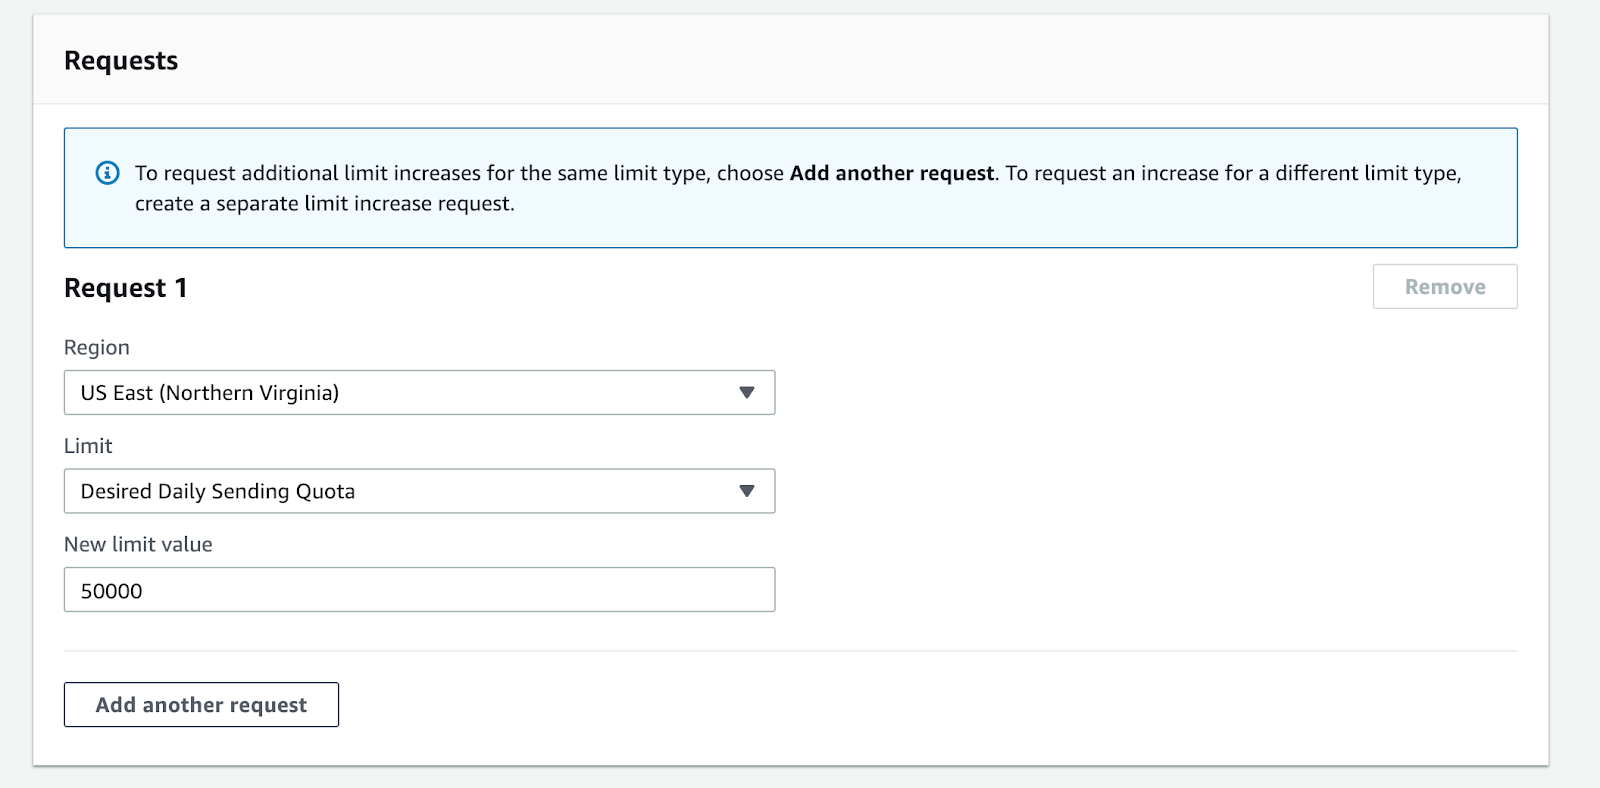 Requests
To request additional limit increases for the same limit type, choose Add another request. To request an increase for a different limit type,
create a separate limit increase request.
Request 1
Remove
Region
US East (Northern Virginia)
Limit
Desired Daily Sending Quota
New limit value
50000
Add another request